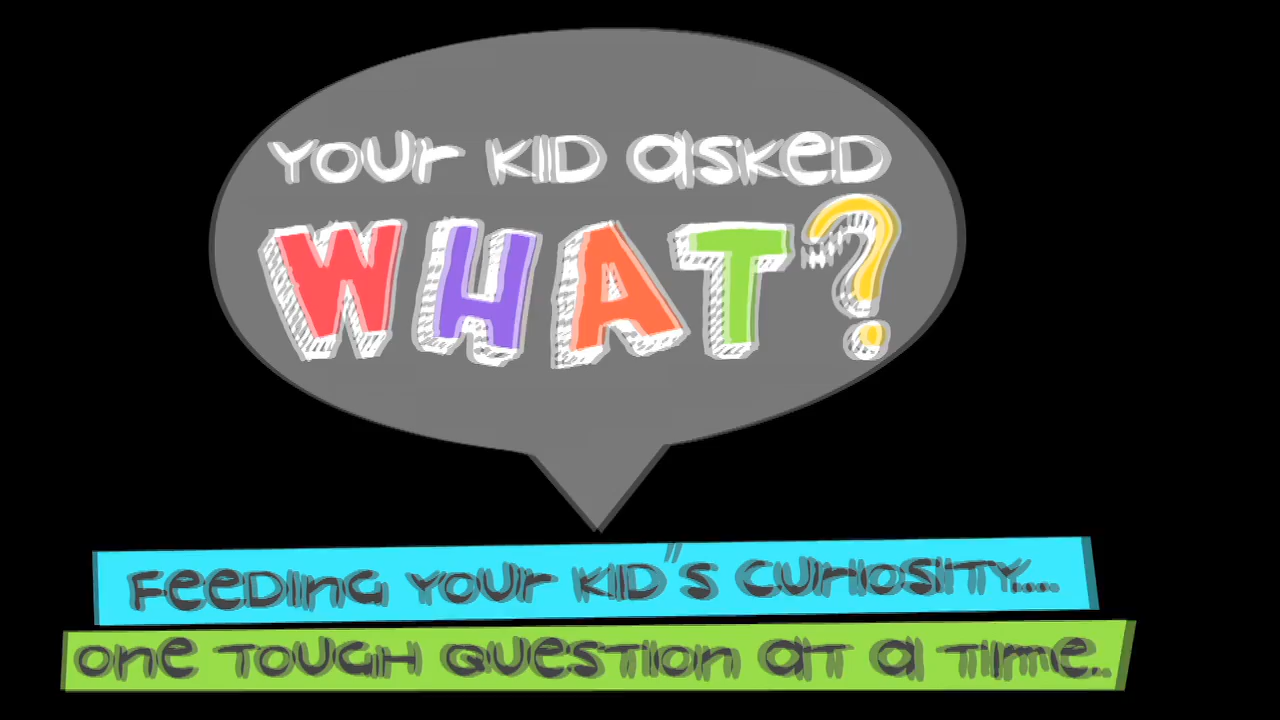 YOUR KID ASKED
WHAT?
FEEDING YOUR KID'S CURIOSITY...
ONE TOUGH QUESTION AT A TIME..